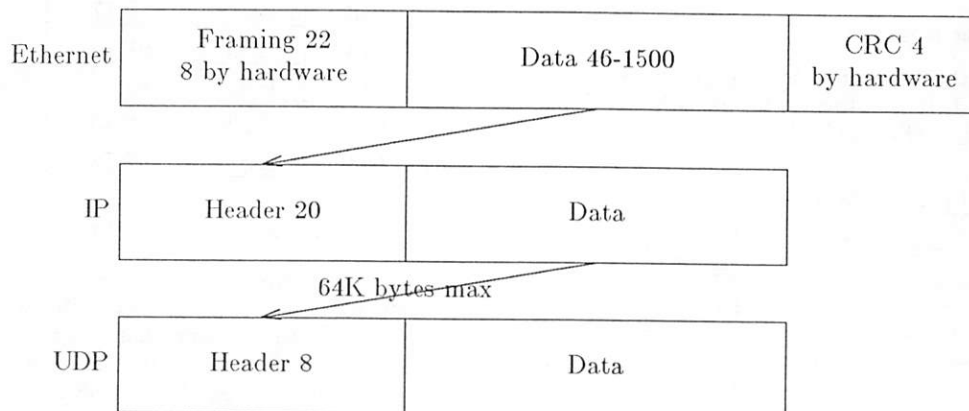 Ethernet
Framing 22
8 by hardware
Data 46-1500
CRC 4
by hardware
IP
Header 20
Data
64K bytes max
UDP
Header 8
Data